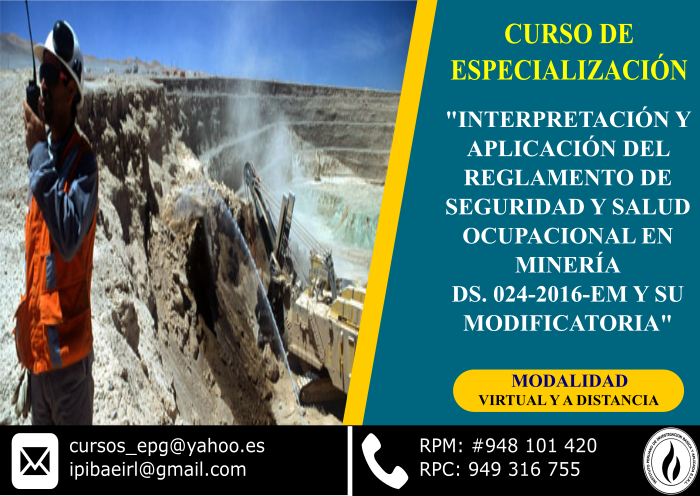 CURSO DE
ESPECIALIZACIÓN
"INTERPRETACIÓN Y
APLICACIÓN DEL
REGLAMENTO DE
SEGURIDAD Y SALUD
OCUPACIONAL EN
MINERÍA
DS. 024-2016-EM Y SU
MODIFICATORIA"
MODALIDAD
VIRTUAL Y A DISTANCIA
cursos_epg@yahoo.es
ipibaeirl@gmail.com
RPM: #948 101 420
RPC: 949 316 755